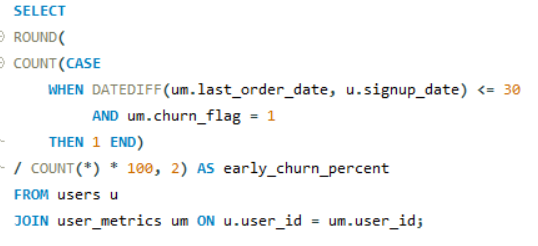 SELECT
ROUND(
COUNT(CASE
WHEN DATEDIFF(um.last_order_date, u.signup_date) <= 30
AND um.churn_flag = 1
THEN 1 END)
/ COUNT(*) * 100, 2) AS early_churn_percent
FROM users u
JOIN user_metrics um ON u.user_id = um.user_id;